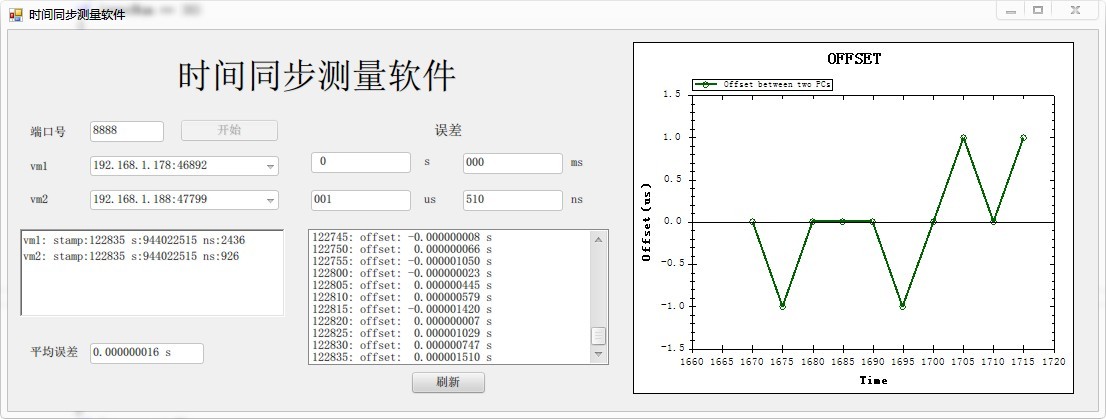 时间同步测量软件
时间同步测量软件
端口号 8888 开始
vm1 192.168.1.178:46892
vm2 192.168.1.188:47799
误差
0 s 000 ms
001 us 510 ns
vm1: stamp:122835 s:944022515 ns:2436
vm2: stamp:122835 s:944022515 ns:926
平均误差 0.000000016 s
122745: offset: -0.000000008 s
122750: offset:  0.000000066 s
122755: offset: -0.000001050 s
122800: offset: -0.000000023 s
122805: offset:  0.000000445 s
122810: offset:  0.000000579 s
122815: offset: -0.000001420 s
122820: offset:  0.000000007 s
122825: offset:  0.000001029 s
122830: offset:  0.000000747 s
122835: offset:  0.000001510 s
刷新
OFFSET
Offset between two PCs
Offset(us)
1.5
1.0
0.5
0.0
-0.5
-1.0
-1.5
1660 1665 1670 1675 1680 1685 1690 1695 1700 1705 1710 1715 1720
Time